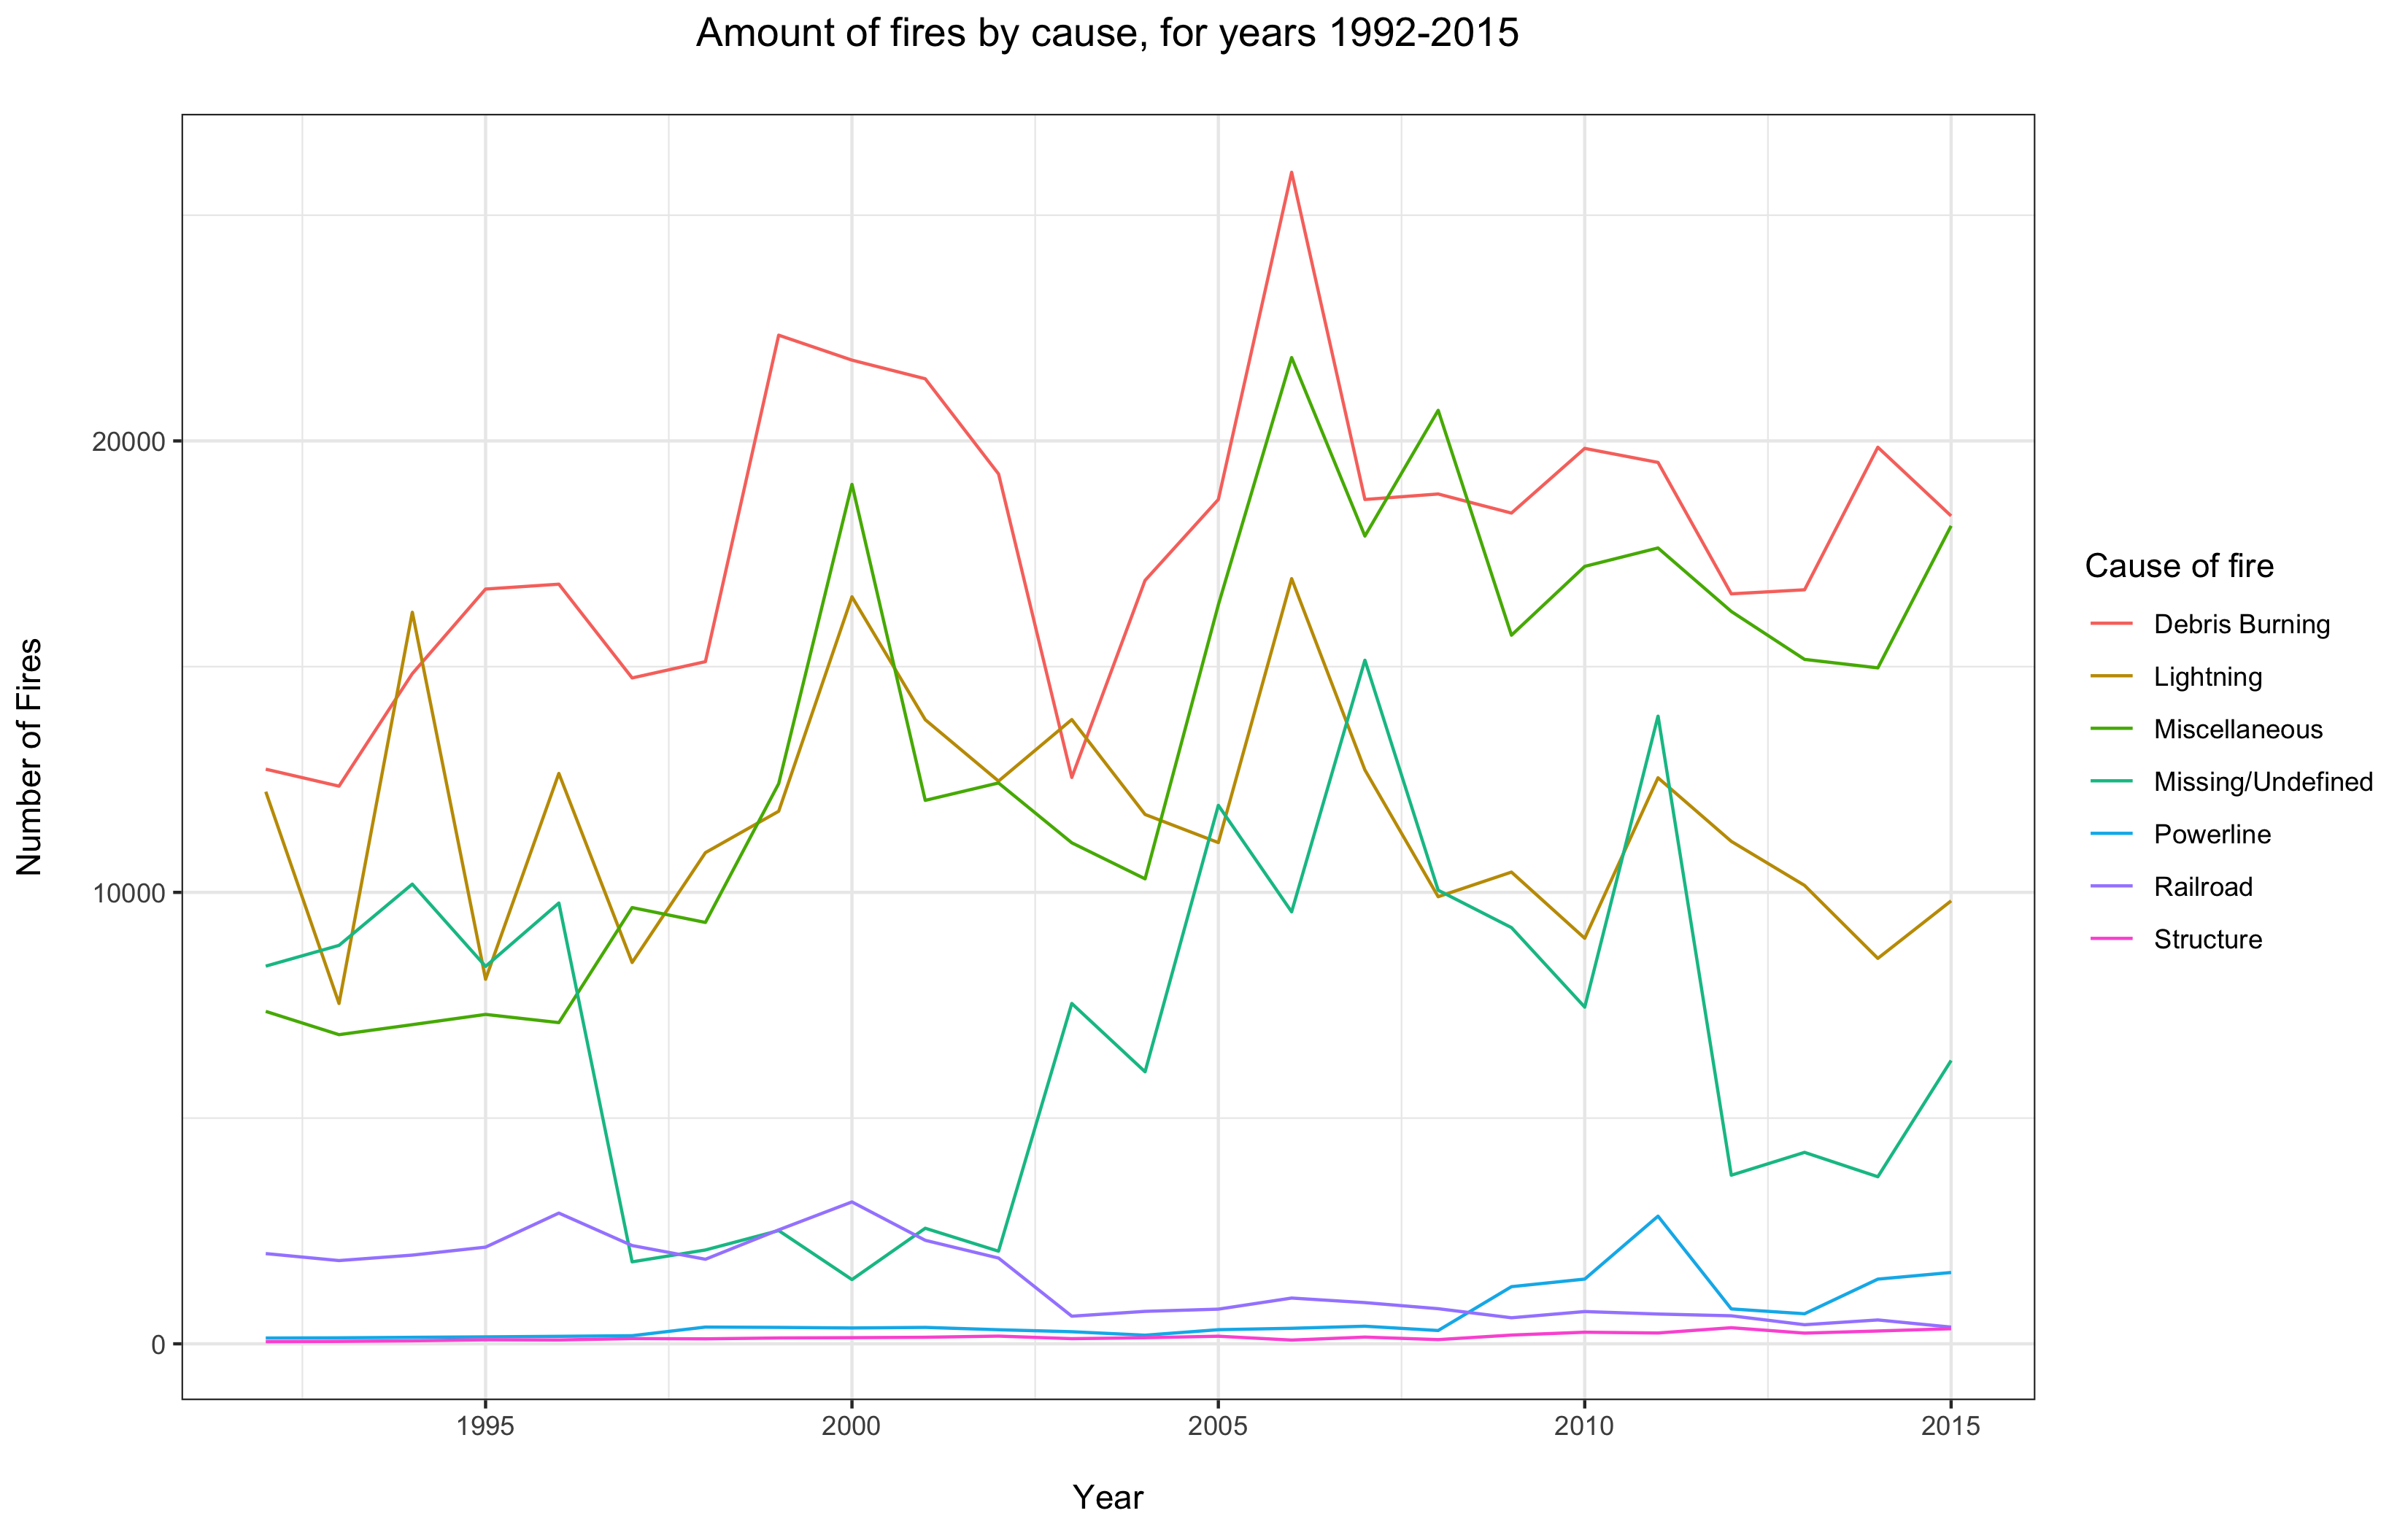 Amount of fires by cause, for years 1992-2015
Number of Fires
20000
10000
0
1995
2000
2005
2010
2015
Year
Cause of fire
Debris Burning
Lightning
Miscellaneous
Missing/Undefined
Powerline
Railroad
Structure